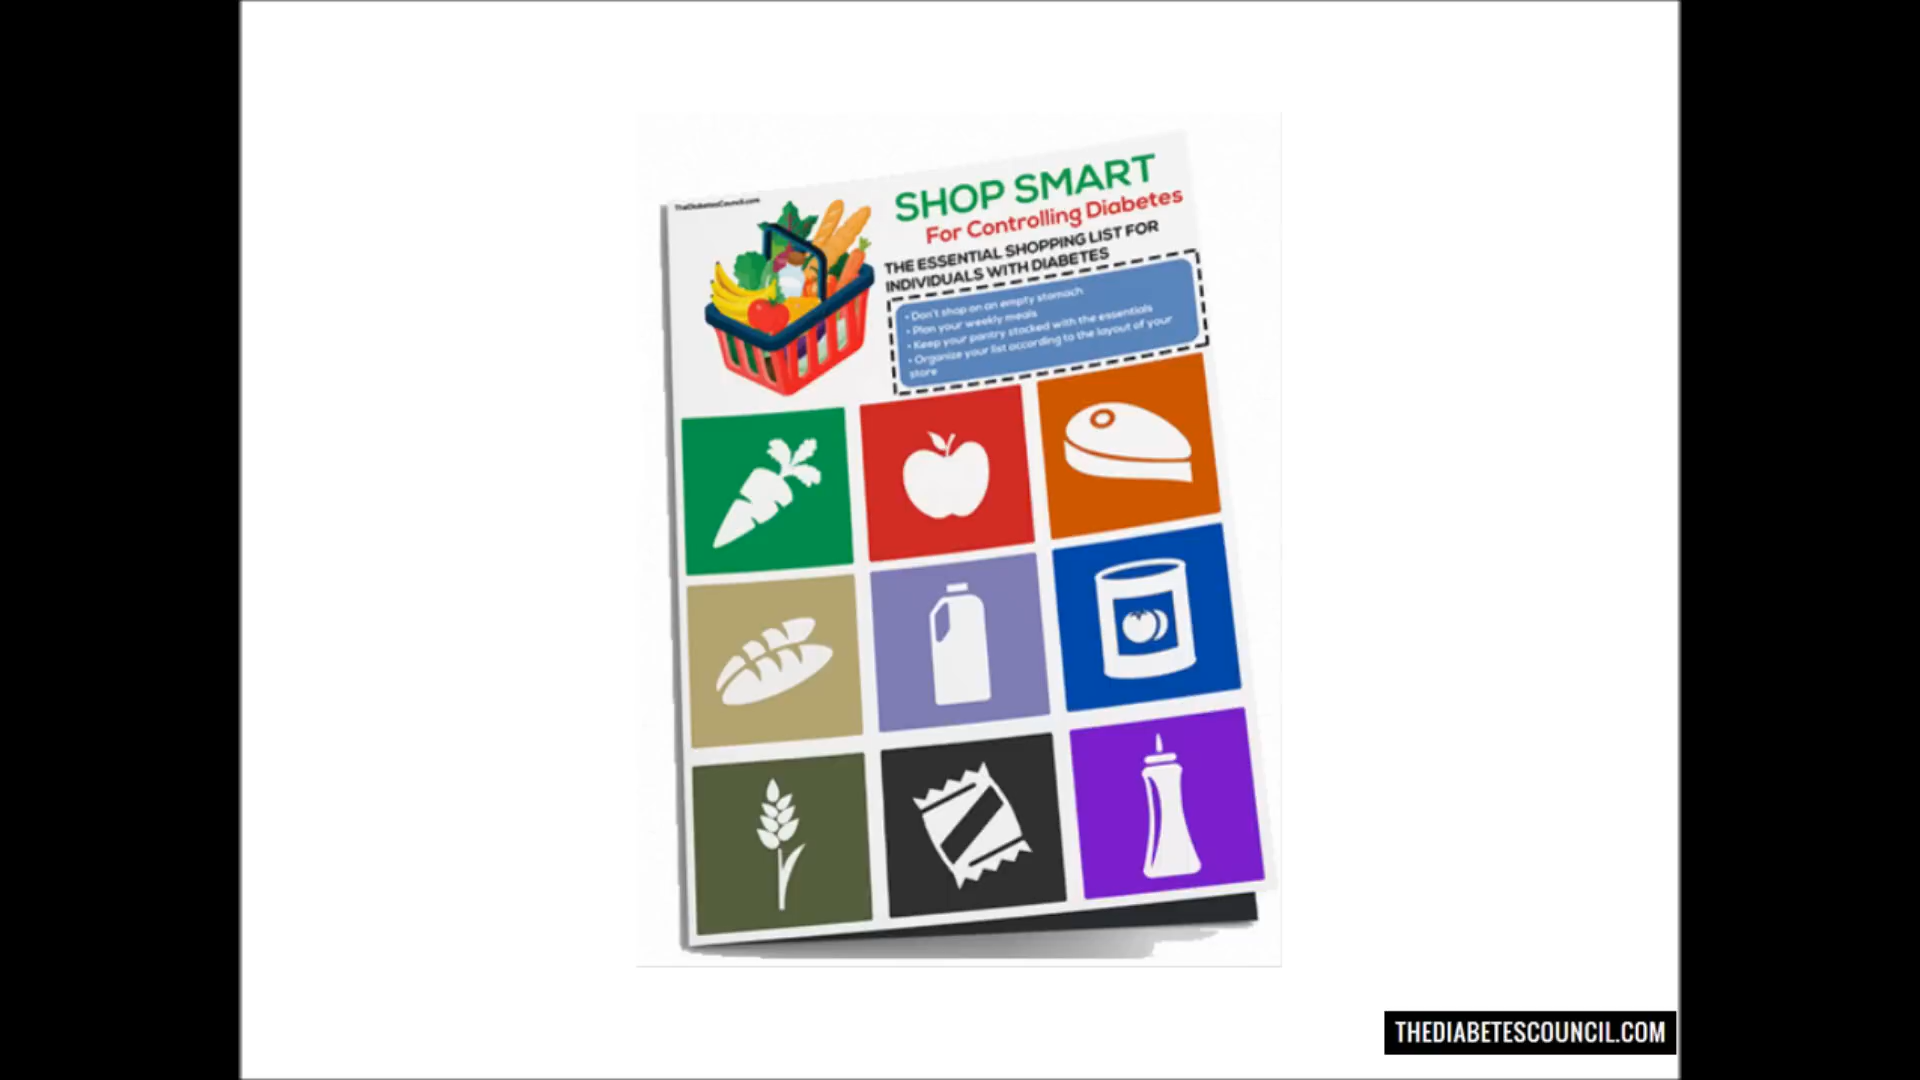 TheDiabetesCouncil.com
SHOP SMART
For Controlling Diabetes
THE ESSENTIAL SHOPPING LIST FOR
INDIVIDUALS WITH DIABETES
• Don't shop on an empty stomach
• Plan your weekly meals
• Keep your pantry stocked with the essentials
• Organize your list according to the layout of your
store
THEDIABETESCOUNCIL.COM